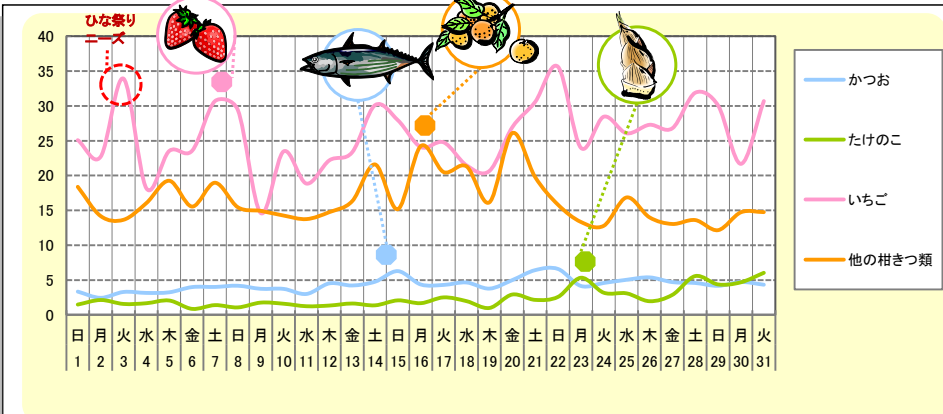 ひな祭り
ニーズ
40
35
30
25
20
15
10
5
0
日 月 火 水 木 金 土 日 月 火 水 木 金 土 日 月 火 水 木 金 土 日 月 火 水 木 金 土 日 月 火
1 2 3 4 5 6 7 8 9 10 11 12 13 14 15 16 17 18 19 20 21 22 23 24 25 26 27 28 29 30 31
かつお
たけのこ
いちご
他の柑きつ類